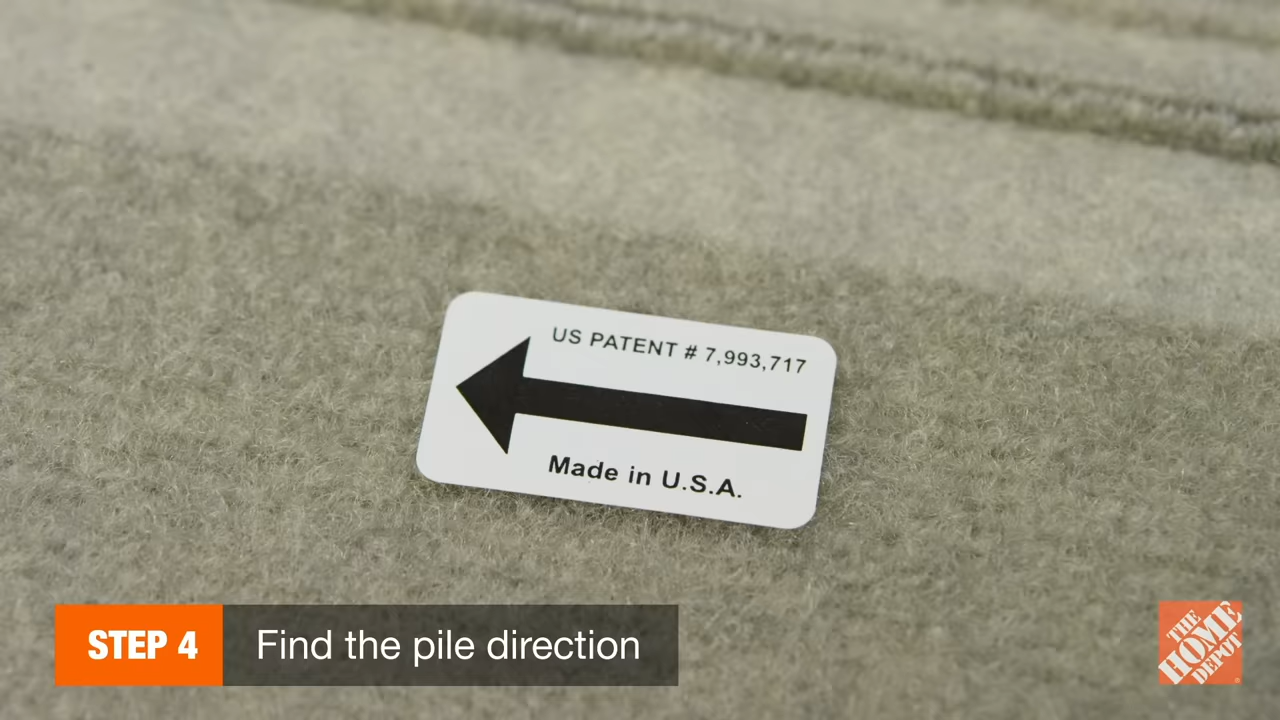 US PATENT # 7,993,717
Made in U.S.A.
STEP 4 Find the pile direction
THE
HOME
DEPOT